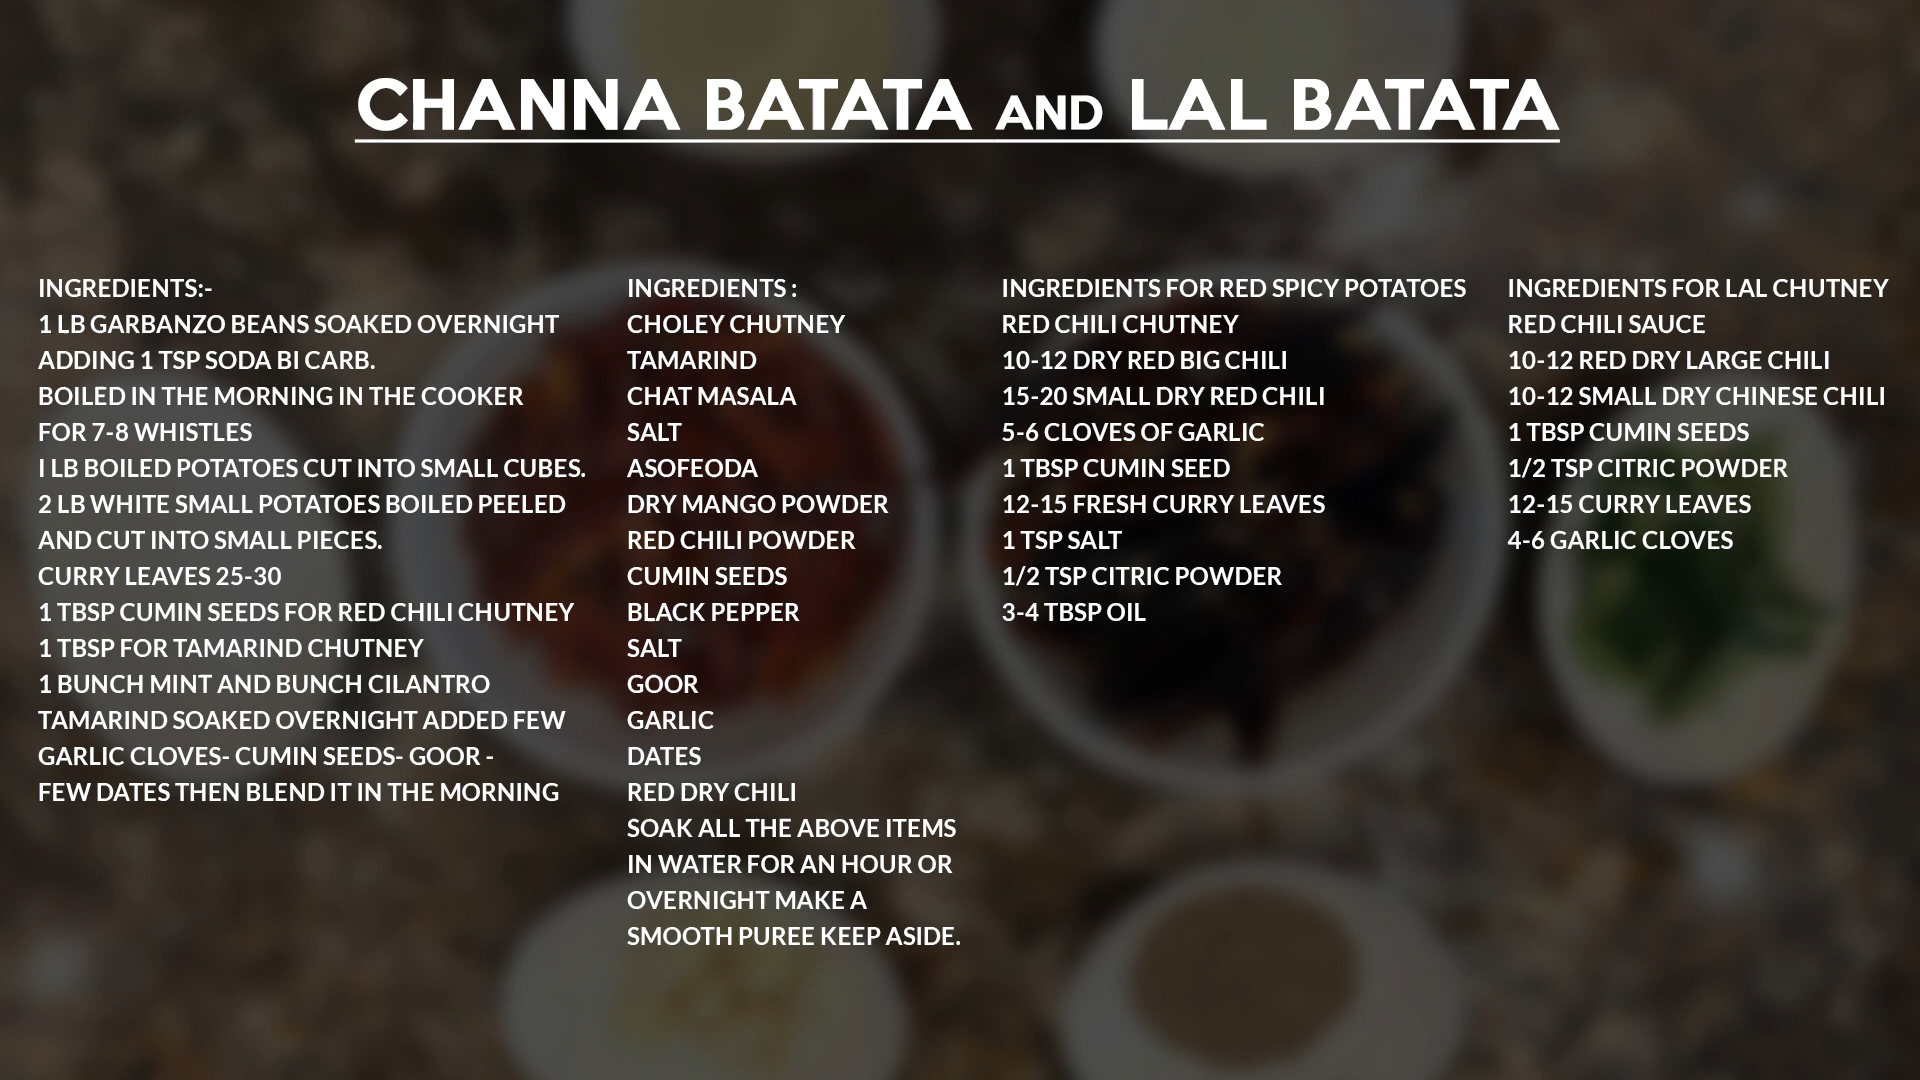 CHANNA BATATA AND LAL BATATA
INGREDIENTS:-
1 LB GARBANZO BEANS SOAKED OVERNIGHT
ADDING 1 TSP SODA BI CARB.
BOILED IN THE MORNING IN THE COOKER
FOR 7-8 WHISTLES
I LB BOILED POTATOES CUT INTO SMALL CUBES.
2 LB WHITE SMALL POTATOES BOILED PEELED
AND CUT INTO SMALL PIECES.
CURRY LEAVES 25-30
1 TBSP CUMIN SEEDS FOR RED CHILI CHUTNEY
1 TBSP FOR TAMARIND CHUTNEY
1 BUNCH MINT AND BUNCH CILANTRO
TAMARIND SOAKED OVERNIGHT ADDED FEW
GARLIC CLOVES- CUMIN SEEDS- GOOR -
FEW DATES THEN BLEND IT IN THE MORNING
INGREDIENTS :
CHOLEY CHUTNEY
TAMARIND
CHAT MASALA
SALT
ASOFEODA
DRY MANGO POWDER
RED CHILI POWDER
CUMIN SEEDS
BLACK PEPPER
SALT
GOOR
GARLIC
DATES
RED DRY CHILI
SOAK ALL THE ABOVE ITEMS
IN WATER FOR AN HOUR OR
OVERNIGHT MAKE A
SMOOTH PUREE KEEP ASIDE.
INGREDIENTS FOR RED SPICY POTATOES
RED CHILI CHUTNEY
10-12 DRY RED BIG CHILI
15-20 SMALL DRY RED CHILI
5-6 CLOVES OF GARLIC
1 TBSP CUMIN SEED
12-15 FRESH CURRY LEAVES
1 TSP SALT
1/2 TSP CITRIC POWDER
3-4 TBSP OIL
INGREDIENTS FOR LAL CHUTNEY
RED CHILI SAUCE
10-12 RED DRY LARGE CHILI
10-12 SMALL DRY CHINESE CHILI
1 TBSP CUMIN SEEDS
1/2 TSP CITRIC POWDER
12-15 CURRY LEAVES
4-6 GARLIC CLOVES